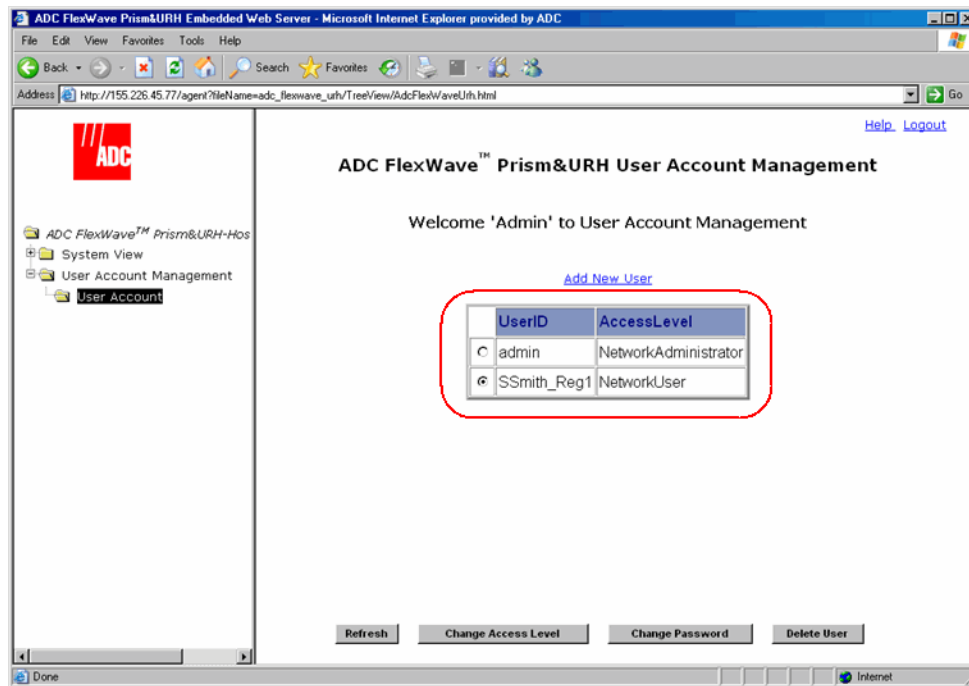 ADC FlexWave Prism&URH Embedded Web Server - Microsoft Internet Explorer provided by ADC
File Edit View Favorites Tools Help
Back Search Favorites
Address http://155.226.45.77/agent?fileName=adc_flexwave_urh/TreeView/AdcFlexWaveUrh.html Go
ADC
Help Logout
ADC FlexWave™ Prism&URH User Account Management
Welcome 'Admin' to User Account Management
ADC FlexWave™ Prism&URH-Hos
System View
User Account Management
User Account
Add New User
UserID AccessLevel
admin NetworkAdministrator
SSmith_Reg1 NetworkUser
Refresh Change Access Level Change Password Delete User
Done Internet